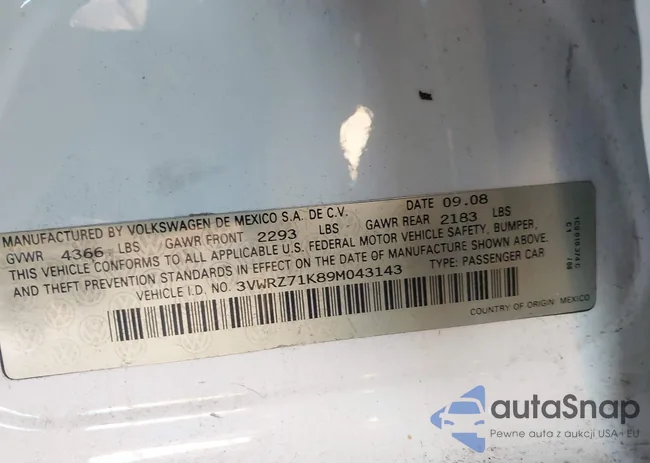 MANUFACTURED BY VOLKSWAGEN DE MEXICO S.A. DE C.V. DATE 09.08
GVWR 4366 LBS GAWR FRONT 2293 LBS GAWR REAR 2183 LBS
THIS VEHICLE CONFORMS TO ALL APPLICABLE U.S. FEDERAL MOTOR VEHICLE SAFETY, BUMPER,
AND THEFT PREVENTION STANDARDS IN EFFECT ON THE DATE OF MANUFACTURE SHOWN ABOVE.
VEHICLE I.D. NO. 3VWRZ71K89M043143 TYPE: PASSENGER CAR
COUNTRY OF ORIGIN: MEXICO
autaSnap
Pewne auta z aukcji USA i EU